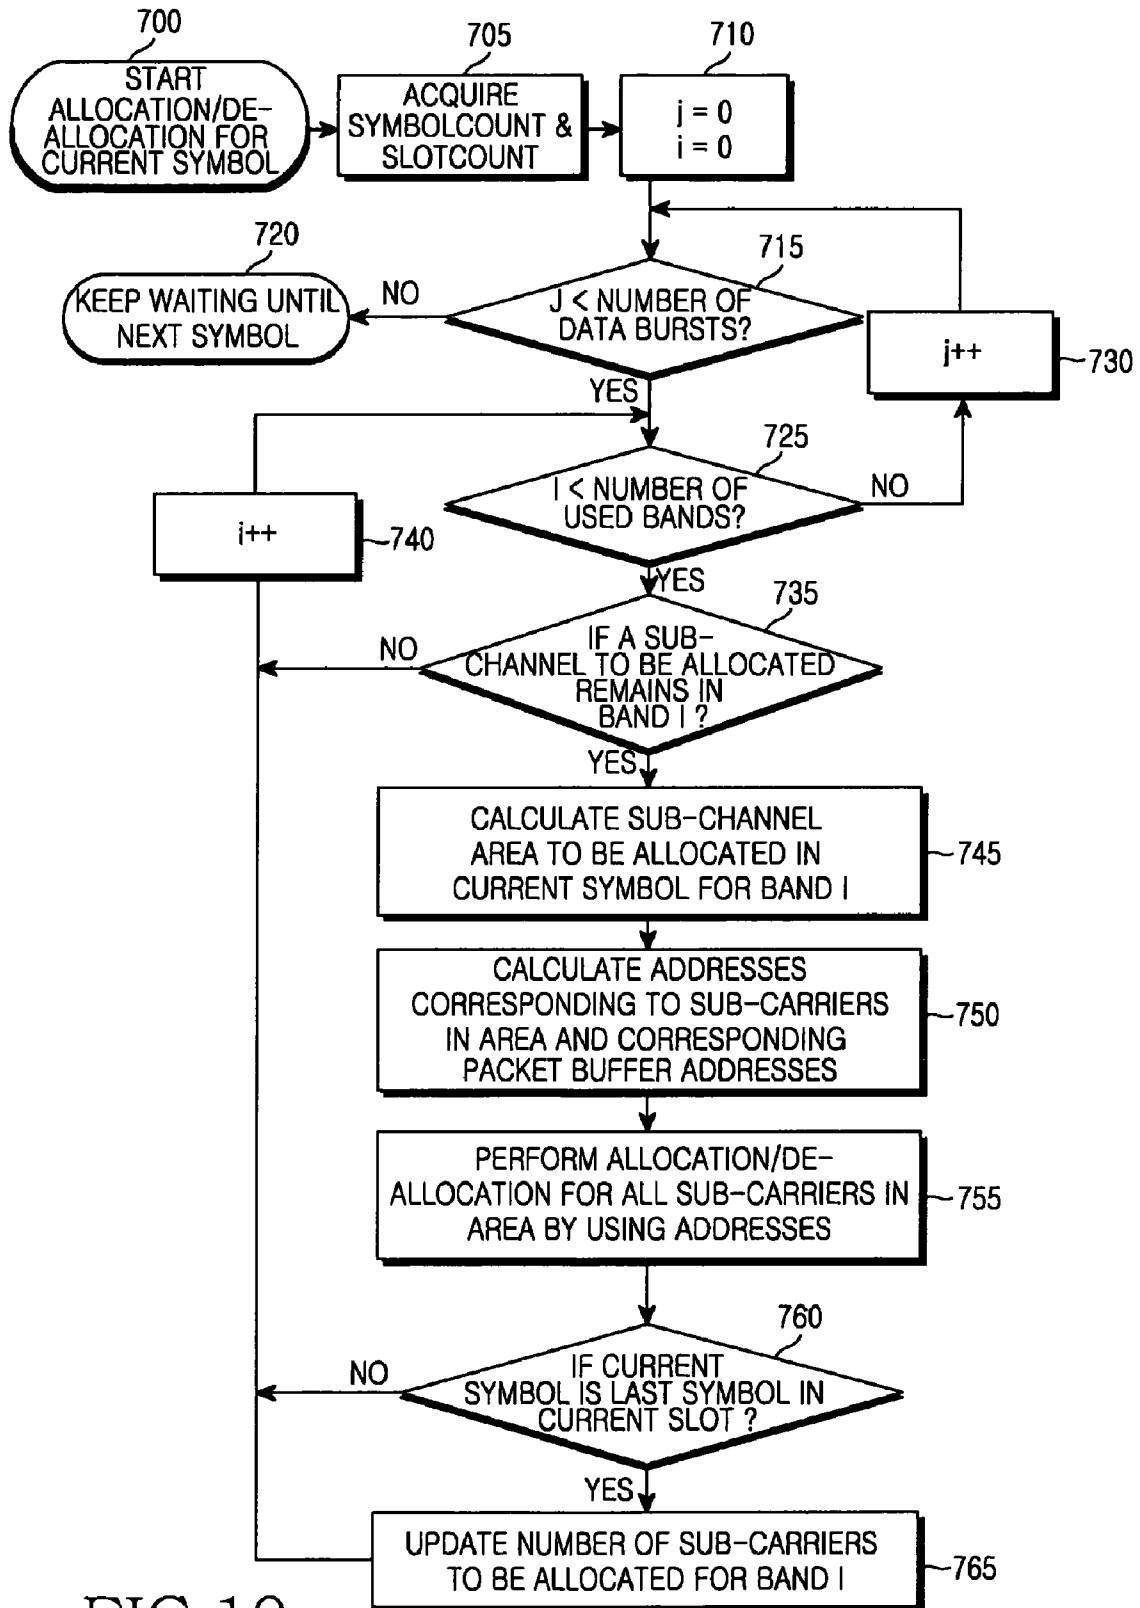 700
START
ALLOCATION/DE-
ALLOCATION FOR
CURRENT SYMBOL
705
ACQUIRE
SYMBOLCOUNT &
SLOTCOUNT
710
j = 0
i = 0
720
KEEP WAITING UNTIL
NEXT SYMBOL
NO
715
J < NUMBER OF
DATA BURSTS?
YES
j++
730
725
I < NUMBER OF
USED BANDS?
NO
YES
i++
740
735
IF A SUB-
CHANNEL TO BE ALLOCATED
REMAINS IN
BAND I ?
NO
YES
CALCULATE SUB-CHANNEL
AREA TO BE ALLOCATED IN
CURRENT SYMBOL FOR BAND I
745
CALCULATE ADDRESSES
CORRESPONDING TO SUB-CARRIERS
IN AREA AND CORRESPONDING
PACKET BUFFER ADDRESSES
750
PERFORM ALLOCATION/DE-
ALLOCATION FOR ALL SUB-CARRIERS IN
AREA BY USING ADDRESSES
755
760
IF CURRENT
SYMBOL IS LAST SYMBOL IN
CURRENT SLOT ?
NO
YES
UPDATE NUMBER OF SUB-CARRIERS
TO BE ALLOCATED FOR BAND I
765